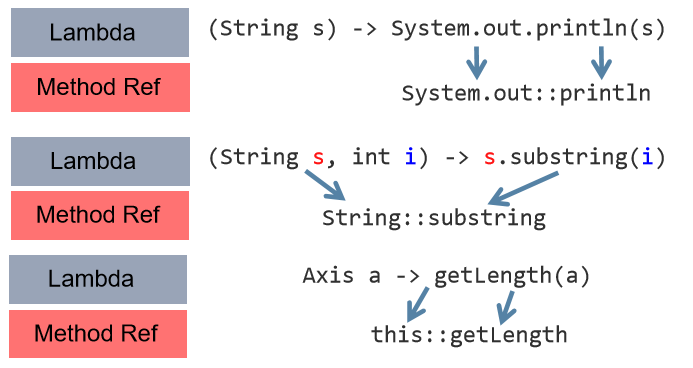 Lambda (String s) -> System.out.println(s)
Method Ref System.out::println
Lambda (String s, int i) -> s.substring(i)
Method Ref String::substring
Lambda Axis a -> getLength(a)
Method Ref this::getLength